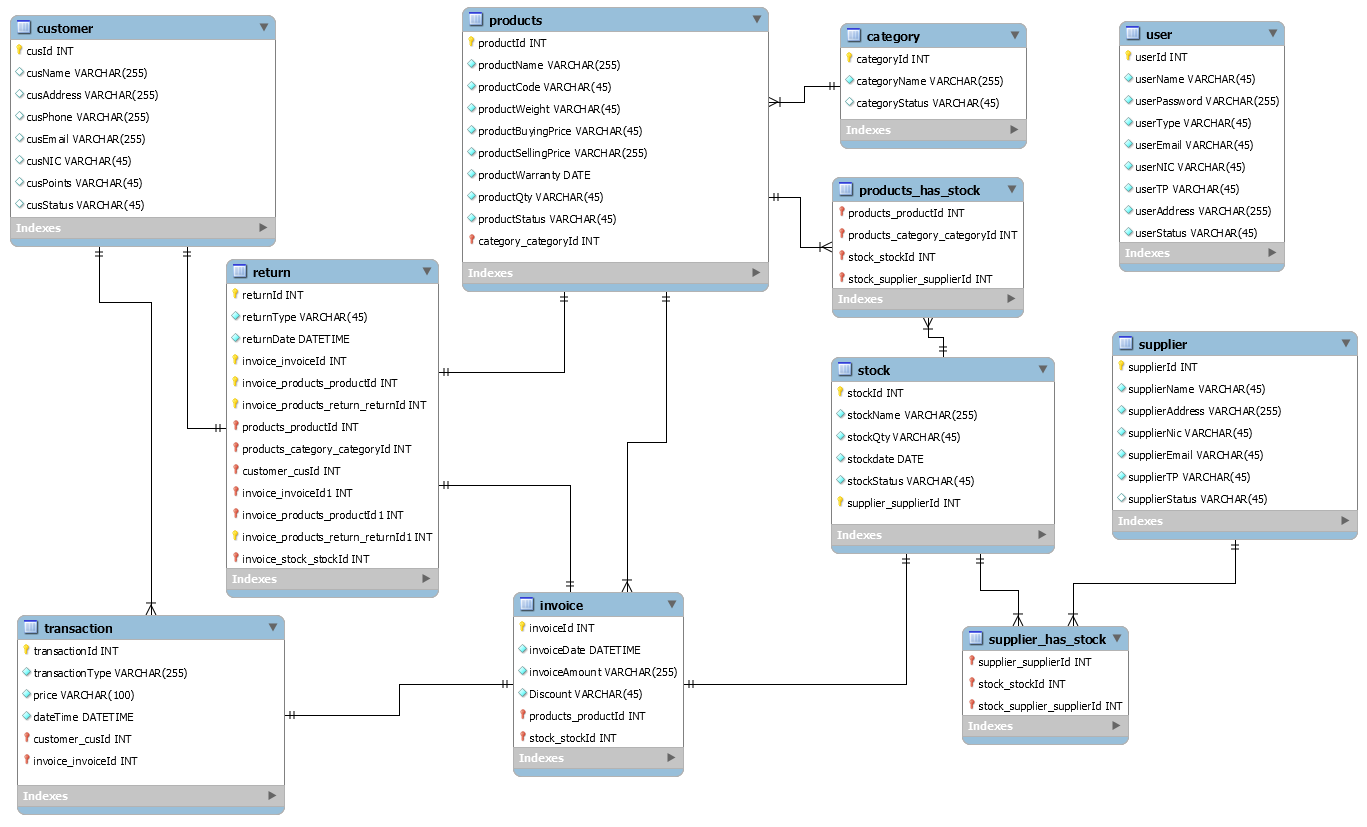 customer
cusId INT
cusName VARCHAR(255)
cusAddress VARCHAR(255)
cusPhone VARCHAR(255)
cusEmail VARCHAR(255)
cusNIC VARCHAR(45)
cusPoints VARCHAR(45)
cusStatus VARCHAR(45)
Indexes
products
productId INT
productName VARCHAR(255)
productCode VARCHAR(45)
productWeight VARCHAR(45)
productBuyingPrice VARCHAR(45)
productSellingPrice VARCHAR(255)
productWarranty DATE
productQty VARCHAR(45)
productStatus VARCHAR(45)
category_categoryId INT
Indexes
category
categoryId INT
categoryName VARCHAR(255)
categoryStatus VARCHAR(45)
Indexes
user
userId INT
userName VARCHAR(45)
userPassword VARCHAR(255)
userType VARCHAR(45)
userEmail VARCHAR(45)
userNIC VARCHAR(45)
userTP VARCHAR(45)
userAddress VARCHAR(255)
userStatus VARCHAR(45)
Indexes
products_has_stock
products_productId INT
products_category_categoryId INT
stock_stockId INT
stock_supplier_supplierId INT
Indexes
return
returnId INT
returnType VARCHAR(45)
returnDate DATETIME
invoice_invoiceId INT
invoice_products_productId INT
invoice_products_return_returnId INT
products_productId INT
products_category_categoryId INT
customer_cusId INT
invoice_invoiceId1 INT
invoice_products_productId1 INT
invoice_products_return_returnId1 INT
invoice_stock_stockId INT
Indexes
stock
stockId INT
stockName VARCHAR(255)
stockQty VARCHAR(45)
stockdate DATE
stockStatus VARCHAR(45)
supplier_supplierId INT
Indexes
supplier
supplierId INT
supplierName VARCHAR(45)
supplierAddress VARCHAR(255)
supplierNic VARCHAR(45)
supplierEmail VARCHAR(45)
supplierTP VARCHAR(45)
supplierStatus VARCHAR(45)
Indexes
transaction
transactionId INT
transactionType VARCHAR(255)
price VARCHAR(100)
dateTime DATETIME
customer_cusId INT
invoice_invoiceId INT
Indexes
invoice
invoiceId INT
invoiceDate DATETIME
invoiceAmount VARCHAR(255)
Discount VARCHAR(45)
products_productId INT
stock_stockId INT
Indexes
supplier_has_stock
supplier_supplierId INT
stock_stockId INT
stock_supplier_supplierId INT
Indexes